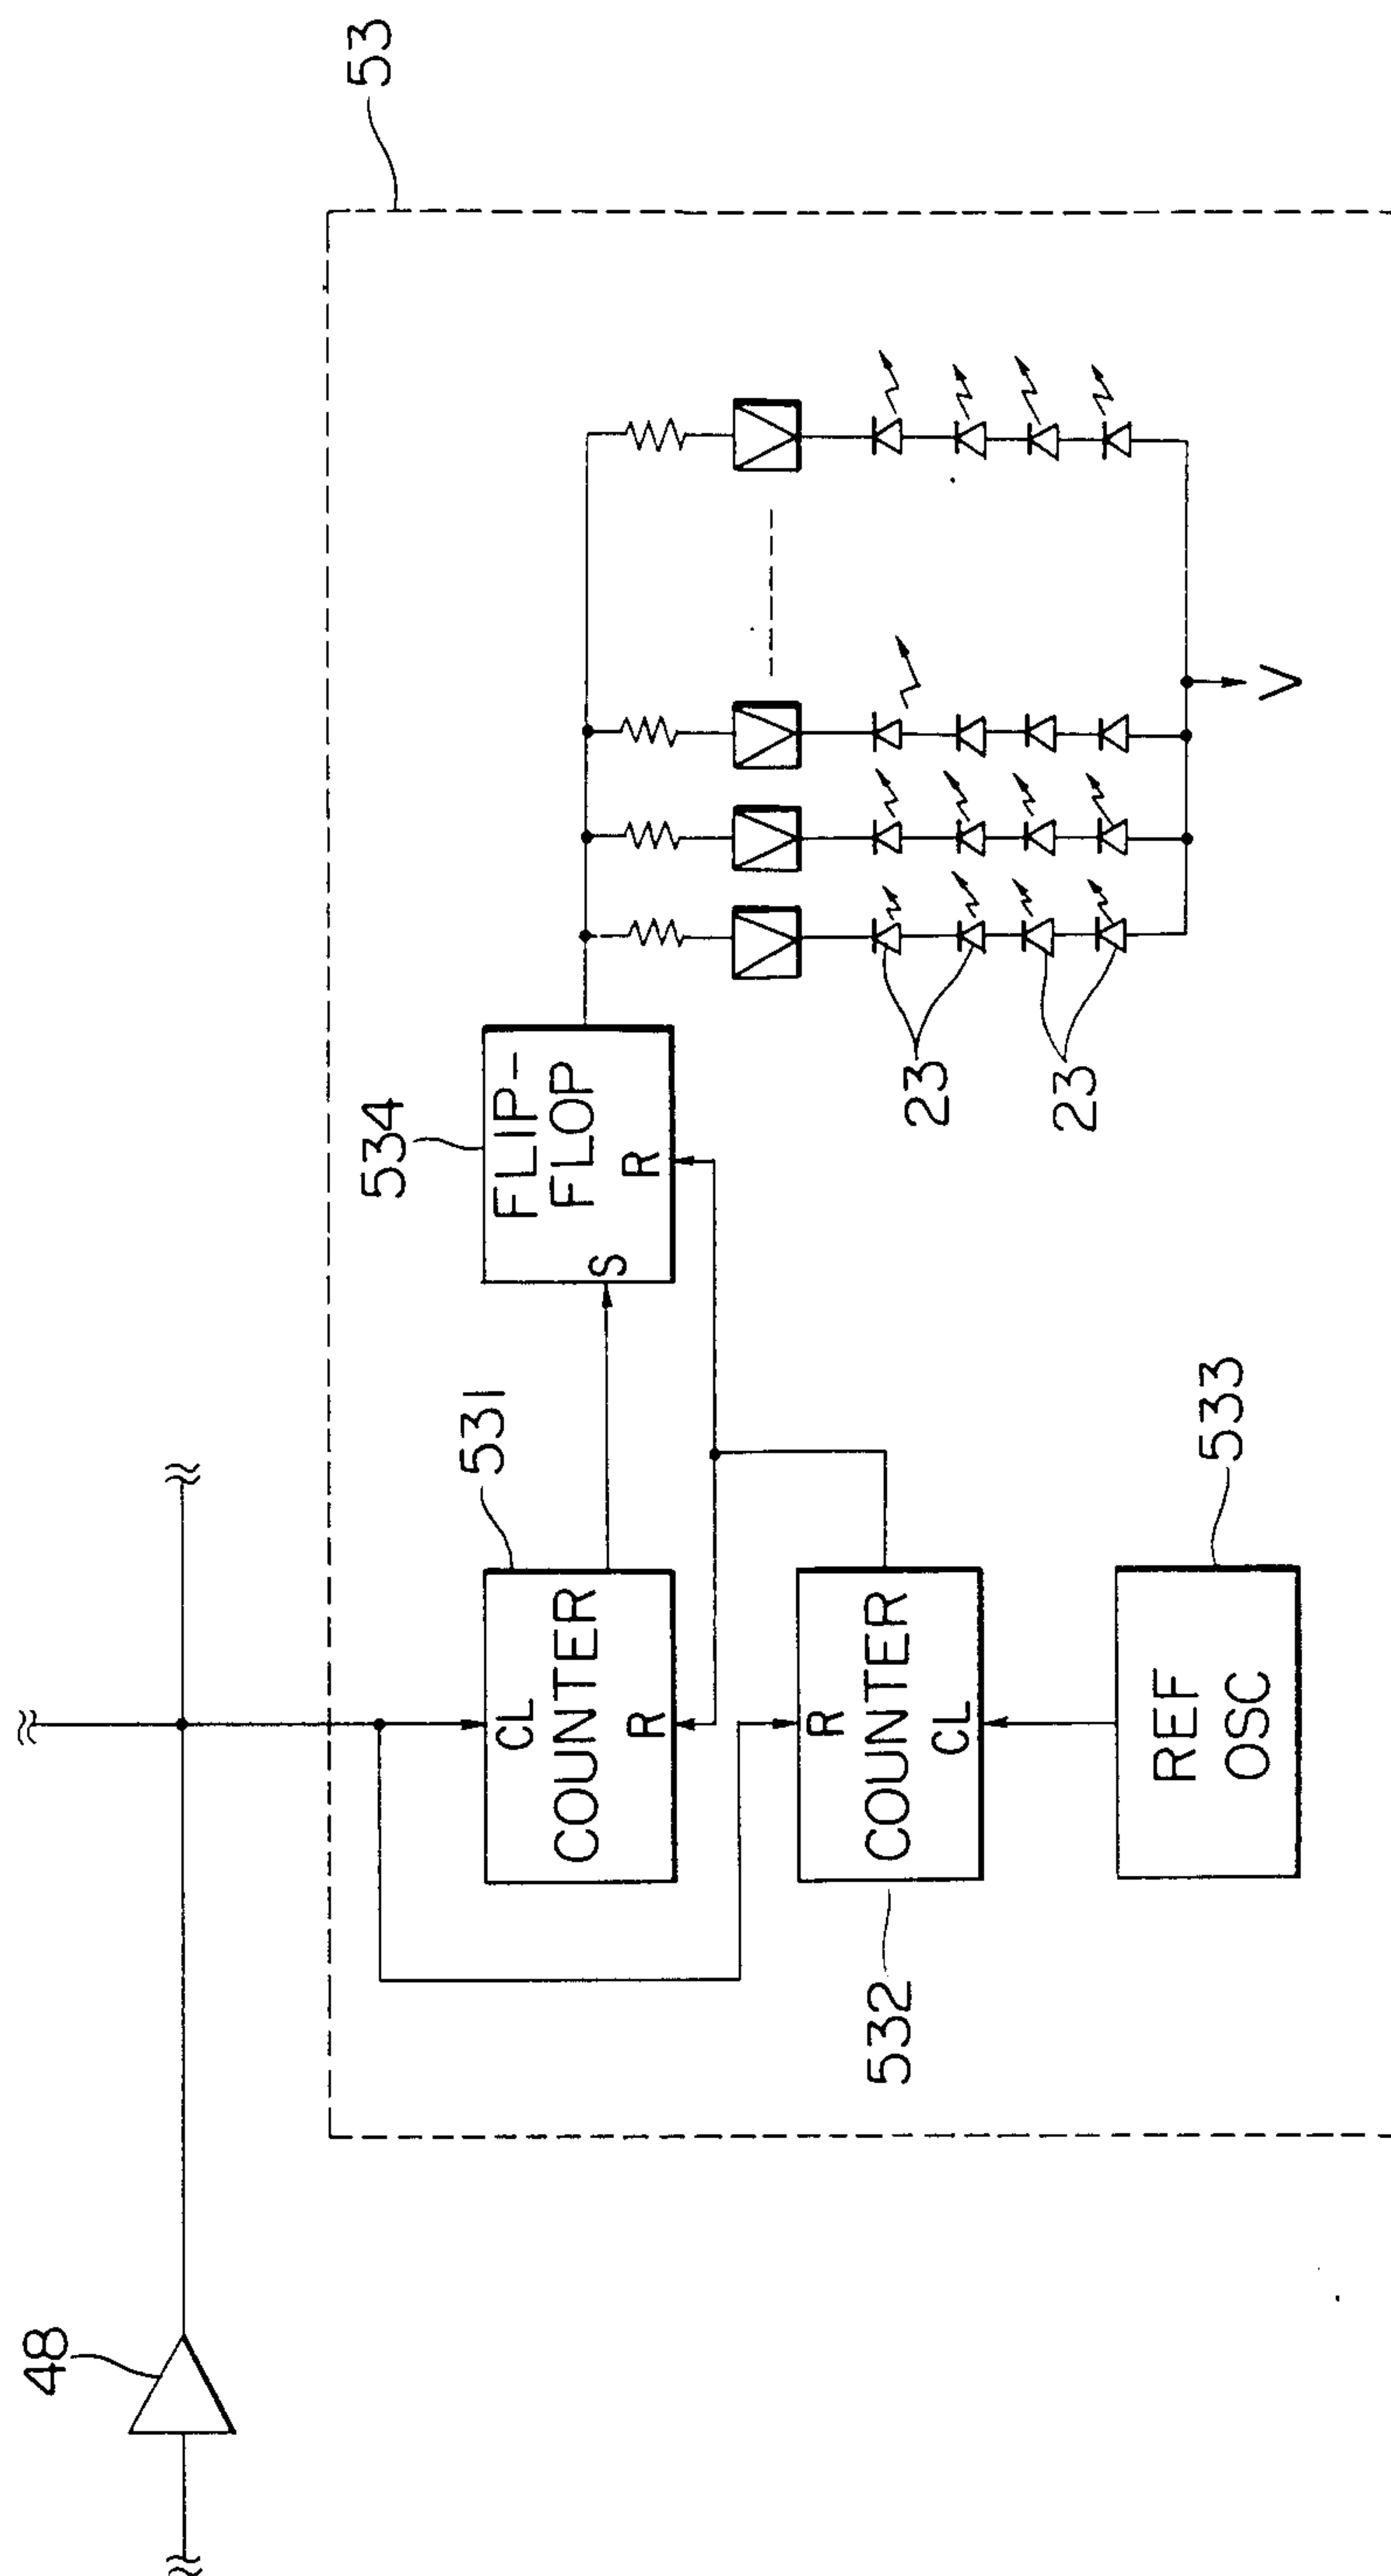 53
48
534
FLIP-
FLOP
S
R
531
CL
COUNTER
R
23
23
V
532
R
COUNTER
CL
533
REF
OSC